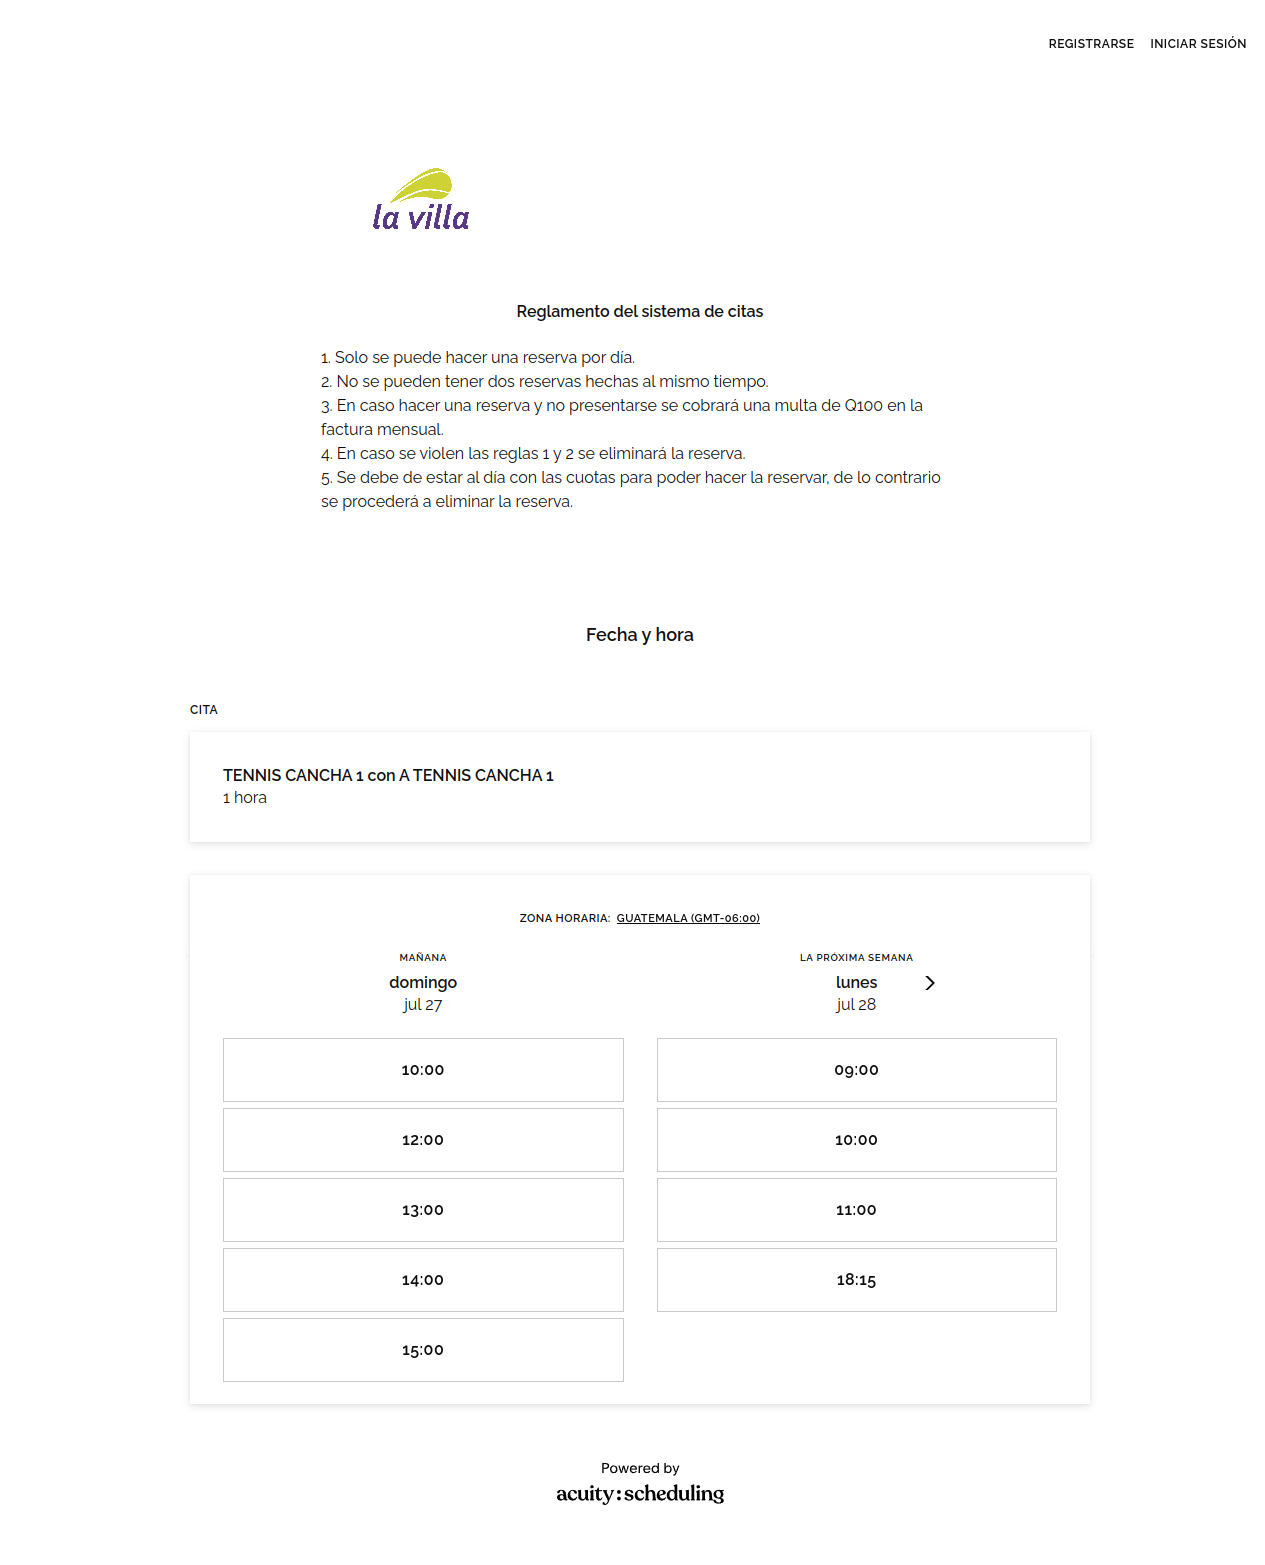 REGISTRARSE INICIAR SESIÓN
la villa
Reglamento del sistema de citas
1. Solo se puede hacer una reserva por día.
2. No se pueden tener dos reservas hechas al mismo tiempo.
3. En caso hacer una reserva y no presentarse se cobrará una multa de Q100 en la
factura mensual.
4. En caso se violen las reglas 1 y 2 se eliminará la reserva.
5. Se debe de estar al día con las cuotas para poder hacer la reservar, de lo contrario
se procederá a eliminar la reserva.
Fecha y hora
CITA
TENNIS CANCHA 1 con A TENNIS CANCHA 1
1 hora
ZONA HORARIA: GUATEMALA (GMT-06:00)
MAÑANA
domingo
jul 27
10:00
12:00
13:00
14:00
15:00
LA PRÓXIMA SEMANA
lunes
jul 28
09:00
10:00
11:00
18:15
Powered by
acuity:scheduling